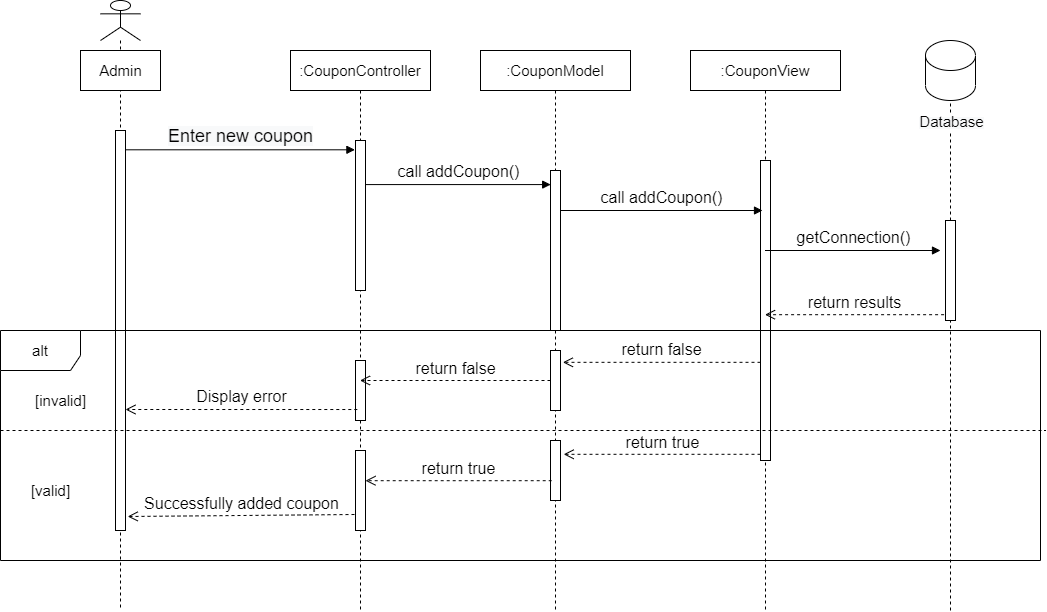 Admin
:CouponController
:CouponModel
:CouponView
Database
Enter new coupon
call addCoupon()
call addCoupon()
getConnection()
return results
alt
return false
return false
Display error
[invalid]
return true
return true
[valid]
Successfully added coupon